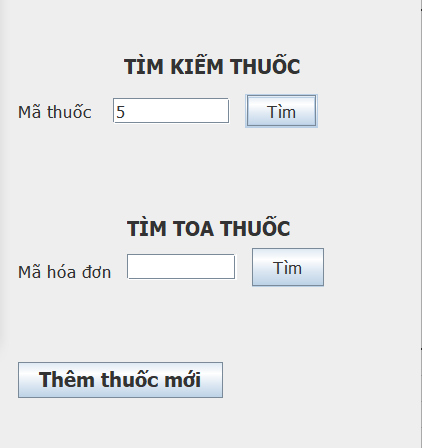 TÌM KIẾM THUỐC
Mã thuốc 5 Tìm
TÌM TOA THUỐC
Mã hóa đơn Tìm
Thêm thuốc mới